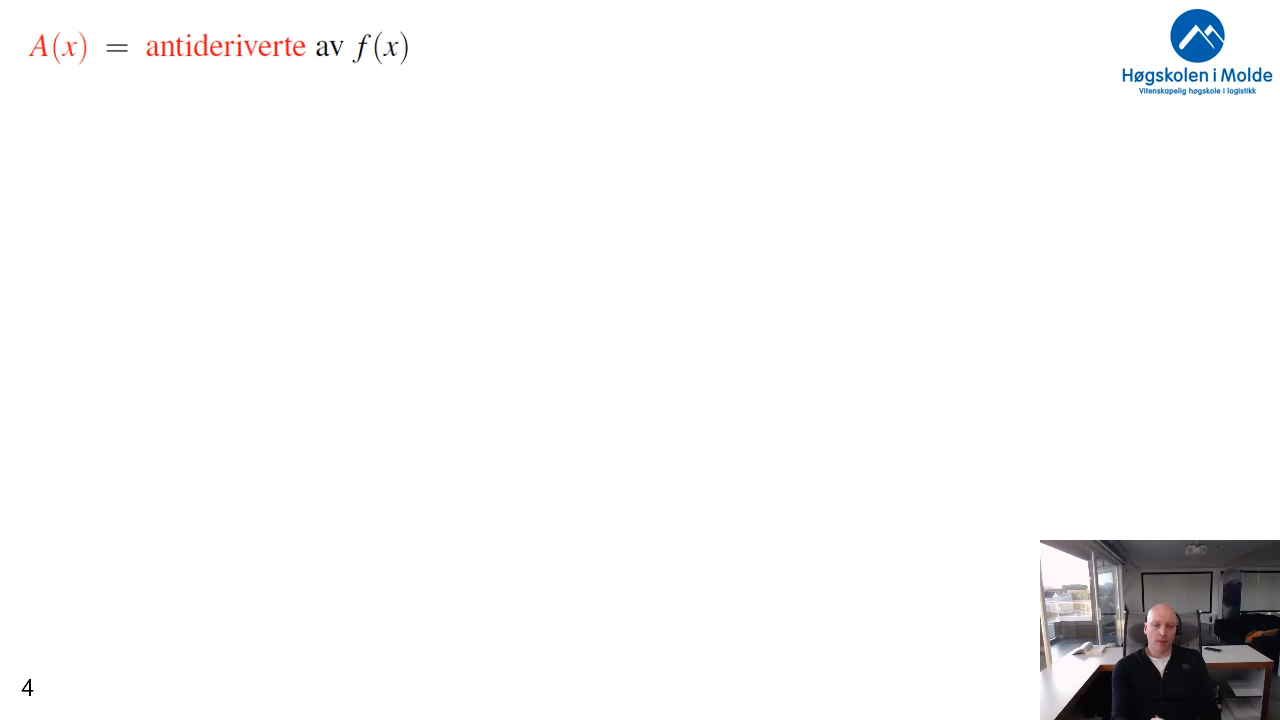 A(x) = antideriverte av f(x)
Høgskolen i Molde
Vitenskapelig høgskole i logistikk
4